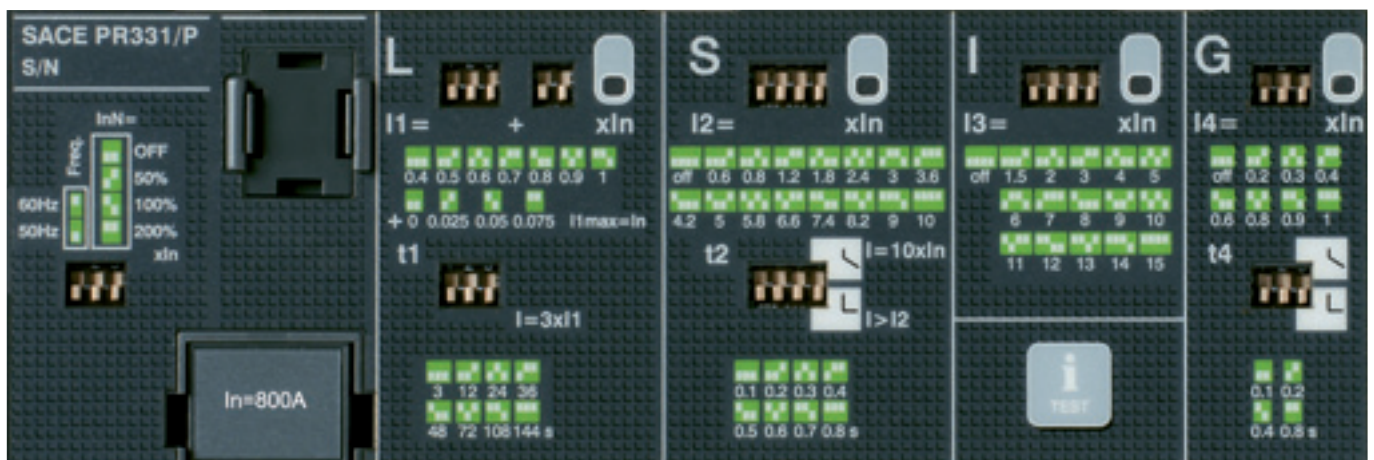 SACE PR331/P
S/N
InN=
Freq.
OFF
50%
60Hz 100%
50Hz 200%
xIn
In=800A
L
I1= + xIn
0.4 0.5 0.6 0.7 0.8 0.9 1
+ 0 0.025 0.05 0.075 I1max=In
t1
I=3xI1
3 12 24 36
48 72 108 144 s
S
I2= xIn
off 0.6 0.8 1.2 1.8 2.4 3 3.6
4.2 5 5.8 6.6 7.4 8.2 9 10
t2 I=10xIn
I>I2
0.1 0.2 0.3 0.4
0.5 0.6 0.7 0.8 s
I
I3= xIn
off 1.5 2 3 4 5
6 7 8 9 10
11 12 13 14 15
i
TEST
G
I4= xIn
off 0.2 0.3 0.4
0.6 0.8 0.9 1
t4
0.1 0.2
0.4 0.8 s